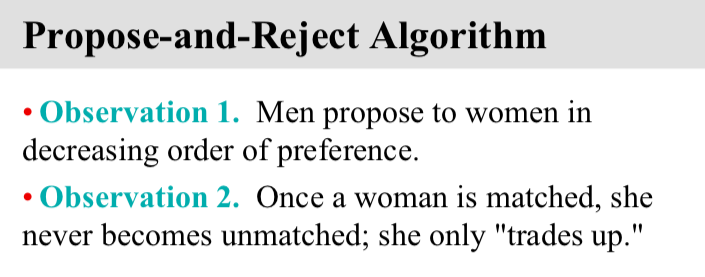 Propose-and-Reject Algorithm
• Observation 1. Men propose to women in
decreasing order of preference.
• Observation 2. Once a woman is matched, she
never becomes unmatched; she only "trades up."